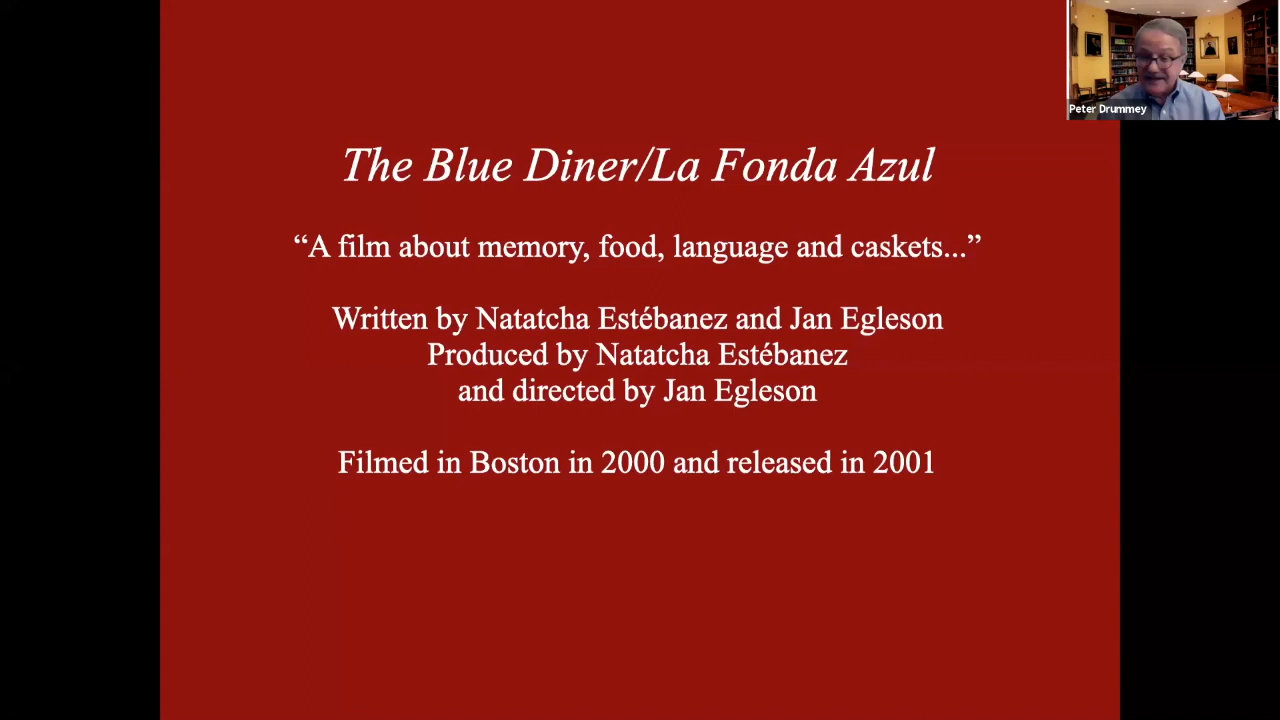 Peter Drummey
The Blue Diner/La Fonda Azul
“A film about memory, food, language and caskets...”
Written by Natatcha Estébanez and Jan Egleson
Produced by Natatcha Estébanez
and directed by Jan Egleson
Filmed in Boston in 2000 and released in 2001